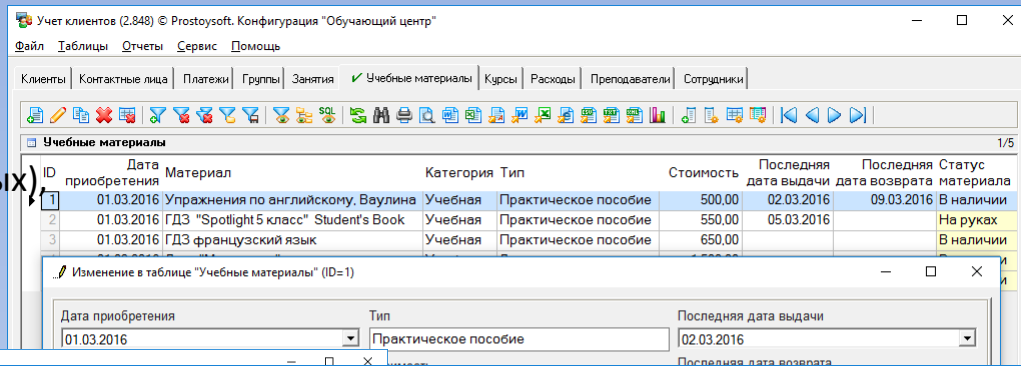 Учет клиентов (2.848) © Prostoysoft. Конфигурация "Обучающий центр"
Файл Таблицы Отчеты Сервис Помощь
Клиенты Контактные лица Платежи Группы Занятия Учебные материалы Курсы Расходы Преподаватели Сотрудники
SQL
Учебные материалы 1/5
ID Дата приобретения Материал Категория Тип Стоимость Последняя дата выдачи Последняя дата возврата Статус материала
ых),
1 01.03.2016 Упражнения по английскому, Ваулина Учебная Практическое пособие 500,00 02.03.2016 09.03.2016 В наличии
2 01.03.2016 ГДЗ "Spotlight 5 класс" Student's Book Учебная Практическое пособие 550,00 05.03.2016 На руках
3 01.03.2016 ГДЗ французский язык Учебная Практическое пособие 650,00 В наличии
Изменение в таблице "Учебные материалы" (ID=1)
Дата приобретения Тип Последняя дата выдачи
01.03.2016 Практическое пособие 02.03.2016
Последняя дата возврата